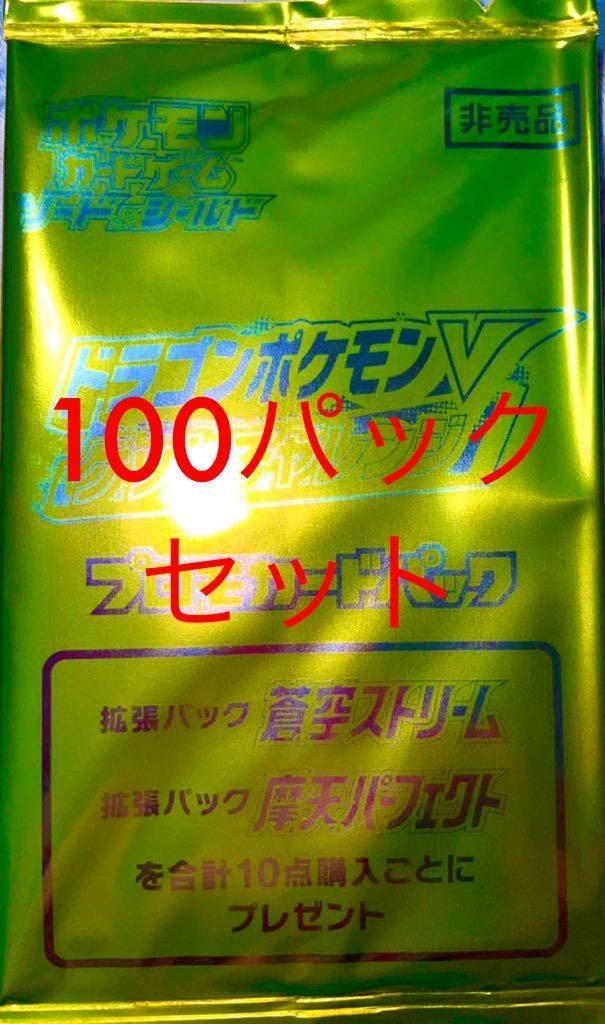 ポケモン
カードゲーム
ソード&シールド
非売品
ドラゴンポケモンV
100パック
セット
プロモカードパック
拡張パック 蒼空ストリーム
拡張パック 摩天パーフェクト
を合計10点購入ごとに
プレゼント